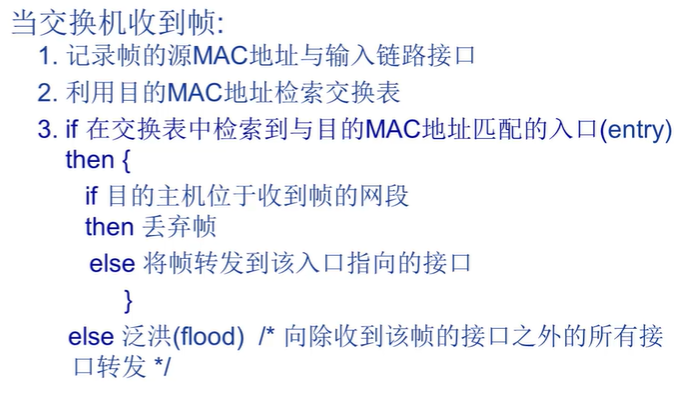 当交换机收到帧:
1. 记录帧的源MAC地址与输入链路接口
2. 利用目的MAC地址检索交换表
3. if 在交换表中检索到与目的MAC地址匹配的入口(entry)
then {
if 目的主机位于收到帧的网段
then 丢弃帧
else 将帧转发到该入口指向的接口
}
else 泛洪(flood) /* 向除收到该帧的接口之外的所有接
口转发 */